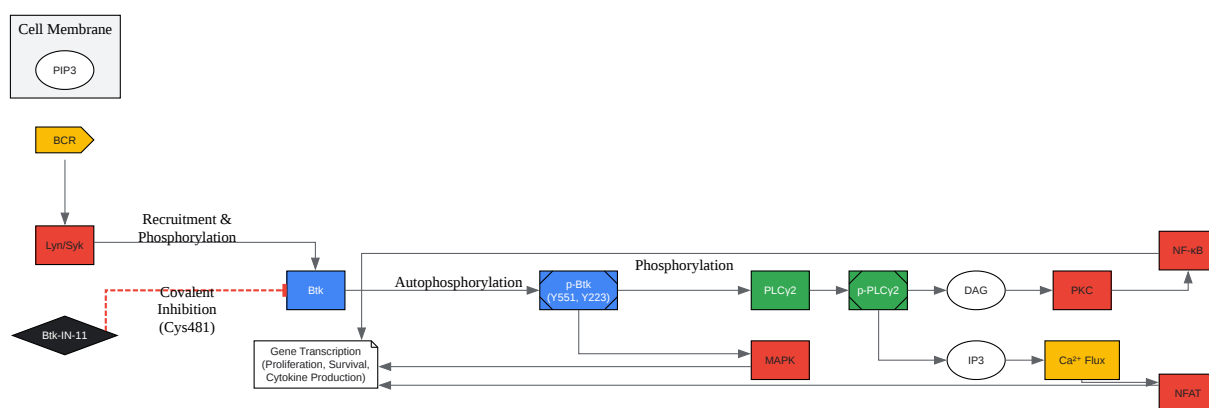 Cell Membrane
PIP3
BCR
Lyn/Syk
Recruitment &
Phosphorylation
Covalent
Inhibition
(Cys481)
Btk-IN-11
Btk
Autophosphorylation
p-Btk
(Y551, Y223)
Phosphorylation
PLCγ2
p-PLCγ2
DAG
PKC
NF-κB
Gene Transcription
(Proliferation, Survival,
Cytokine Production)
MAPK
IP3
Ca²⁺ Flux
NFAT